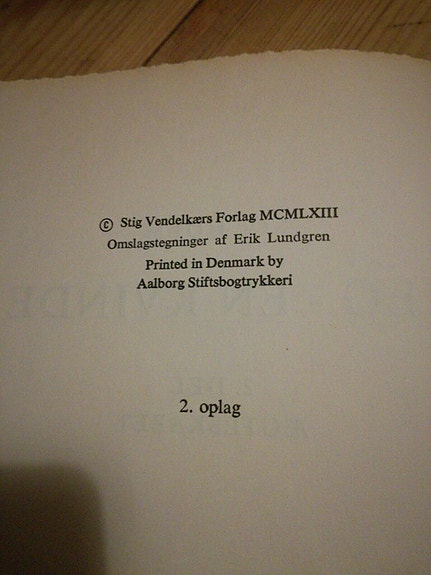 © Stig Vendelkærs Forlag MCMLXIII
Omslagstegninger af Erik Lundgren
Printed in Denmark by
Aalborg Stiftsbogtrykkeri
2. oplag